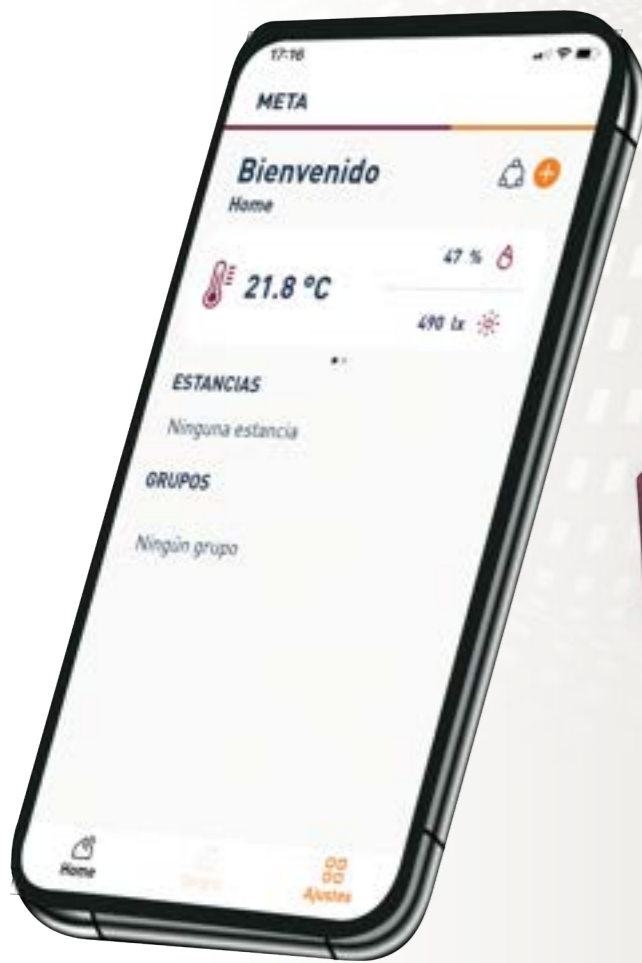 17:16
META
Bienvenido
Home
47 %
21.8 °C
490 lx
ESTANCIAS
Ninguna estancia
GRUPOS
Ningún grupo
Home
Ajustes